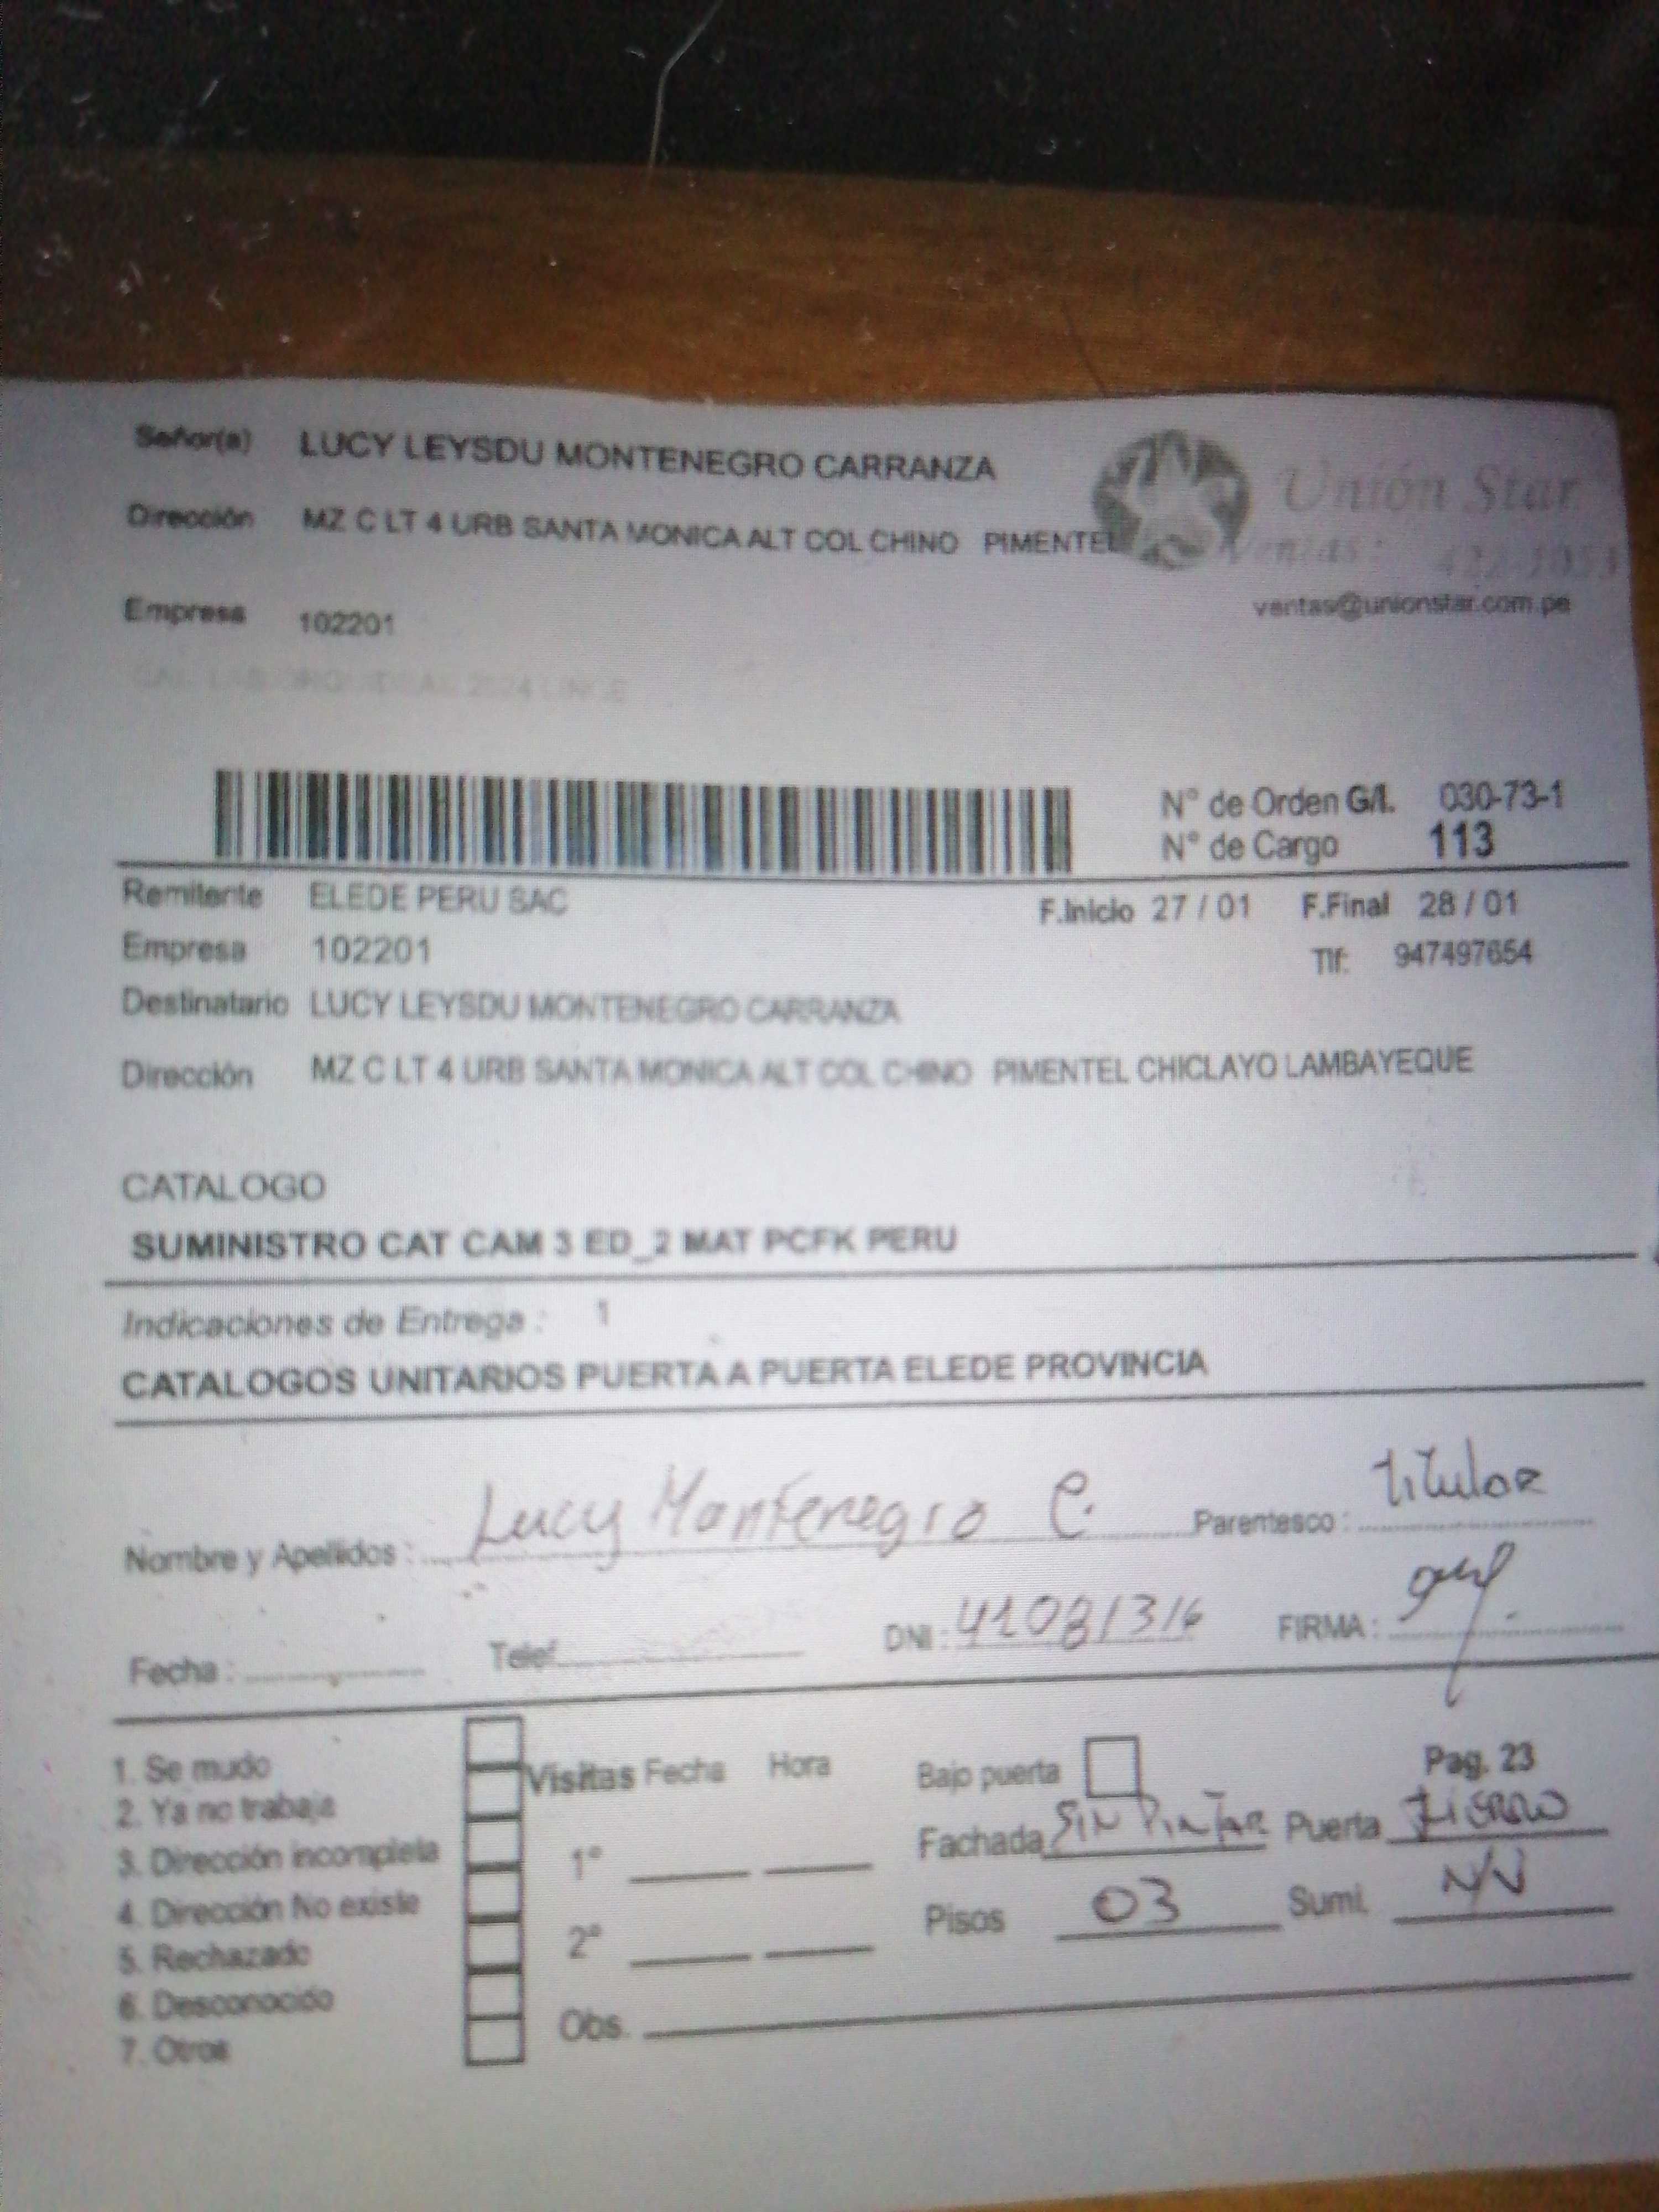 Señor(a) LUCY LEYSDU MONTENEGRO CARRANZA
Unión Star
Dirección MZ C LT 4 URB SANTA MONICA ALT COL CHINO PIMENTEL
Ventas: 422-1053
Empresa 102201
ventas@unionstar.com.pe
N° de Orden G/I. 030-73-1
N° de Cargo 113
Remitente ELEDE PERU SAC F.Inicio 27 / 01 F.Final 28 / 01
Empresa 102201 Tlf: 947497654
Destinatario LUCY LEYSDU MONTENEGRO CARRANZA
Dirección MZ C LT 4 URB SANTA MONICA ALT COL CHINO PIMENTEL CHICLAYO LAMBAYEQUE
CATALOGO
SUMINISTRO CAT CAM 3 ED_2 MAT PCFK PERU
Indicaciones de Entrega : 1
CATALOGOS UNITARIOS PUERTA A PUERTA ELEDE PROVINCIA
Nombre y Apellidos : Lucy Montenegro C. Parentesco : titular
Fecha : Telef. DNI : 41081316 FIRMA :
1. Se mudo
2. Ya no trabaja
3. Dirección incompleta
4. Dirección No existe
5. Rechazado
6. Desconocido
7. Otros
Visitas Fecha Hora
1°
2°
Obs.
Bajo puerta Pag. 23
Fachada SIN PINTAR Puerta FIERRO
Pisos 03 Sumi. N/V